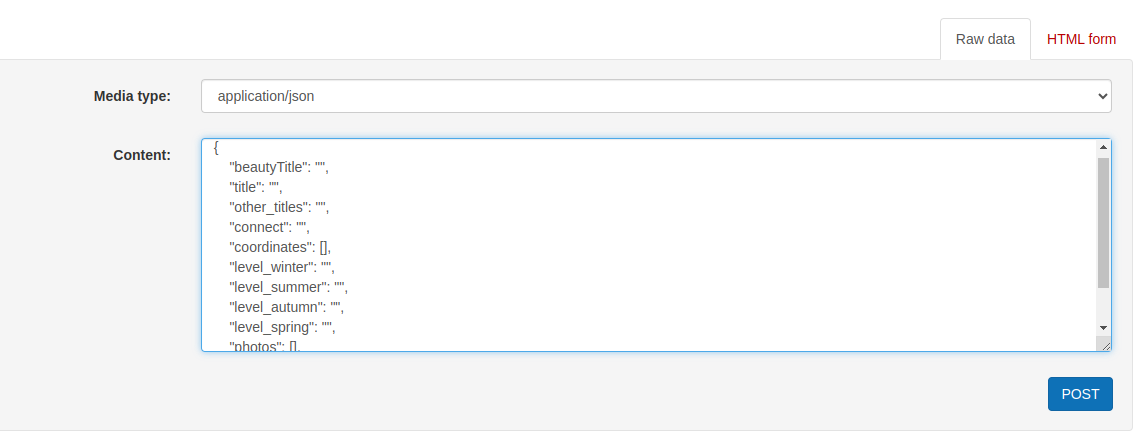 Raw data HTML form
Media type: application/json
Content: {
"beautyTitle": "",
"title": "",
"other_titles": "",
"connect": "",
"coordinates": [],
"level_winter": "",
"level_summer": "",
"level_autumn": "",
"level_spring": "",
"photos": [],
POST